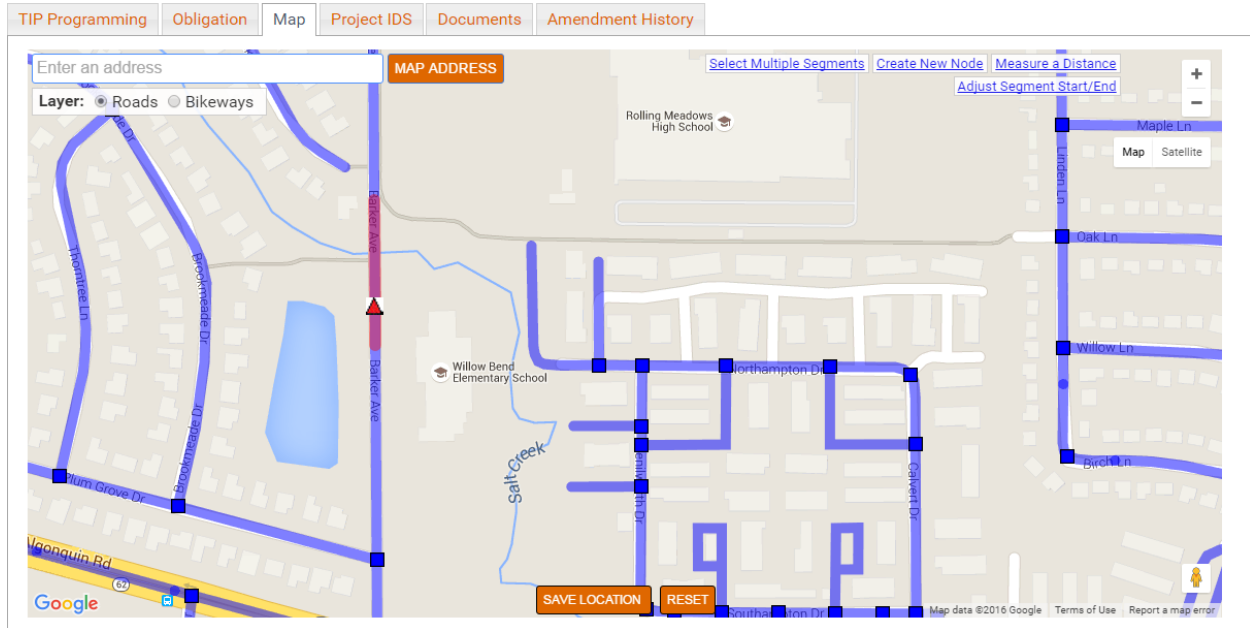 TIP Programming
Obligation
Map
Project IDS
Documents
Amendment History
Enter an address
MAP ADDRESS
Select Multiple Segments
Create New Node
Measure a Distance
Adjust Segment Start/End
Layer: Roads Bikeways
Map Satellite
Rolling Meadows
High School
Maple Ln
Linden Ln
Oak Ln
Willow Ln
Birch Ln
Barker Ave
Barker Ave
Thorntree Ln
Brookmeade Dr
Brookmeade Dr
Plum Grove Dr
Algonquin Rd
62
Willow Bend
Elementary School
Salt Creek
Northampton Dr
Calvert Dr
SAVE LOCATION
RESET
Google
Map data ©2016 Google
Terms of Use
Report a map error